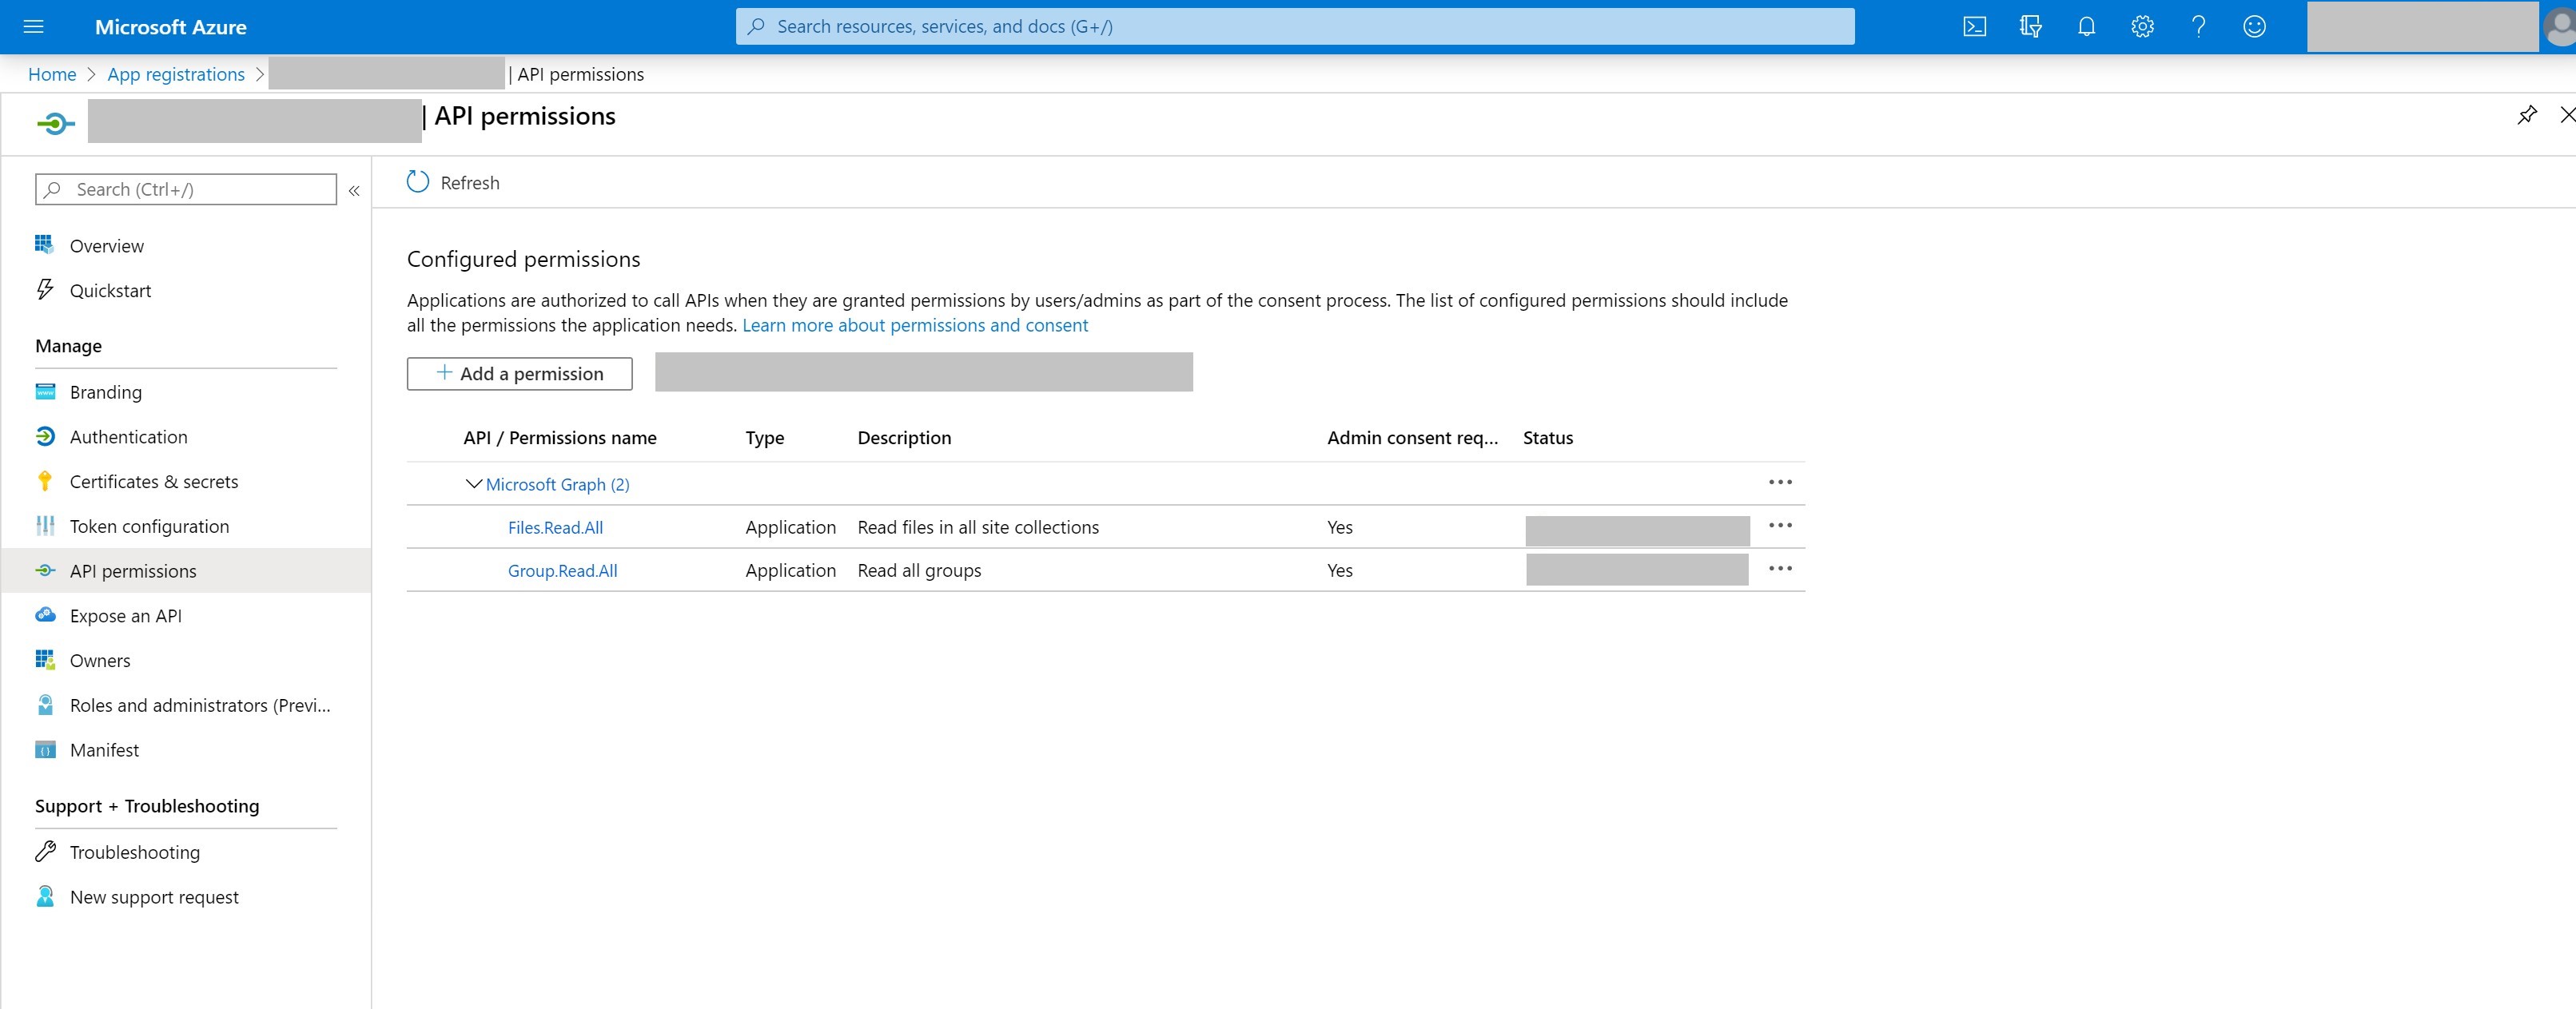 Microsoft Azure
Search resources, services, and docs (G+/)
Home > App registrations > | API permissions
| API permissions
Search (Ctrl+/)
«
Overview
Quickstart
Manage
Branding
Authentication
Certificates & secrets
Token configuration
API permissions
Expose an API
Owners
Roles and administrators (Previ...
Manifest
Support + Troubleshooting
Troubleshooting
New support request
Refresh
Configured permissions
Applications are authorized to call APIs when they are granted permissions by users/admins as part of the consent process. The list of configured permissions should include
all the permissions the application needs. Learn more about permissions and consent
+ Add a permission
API / Permissions name Type Description Admin consent req... Status
Microsoft Graph (2) ...
Files.Read.All Application Read files in all site collections Yes ...
Group.Read.All Application Read all groups Yes ...